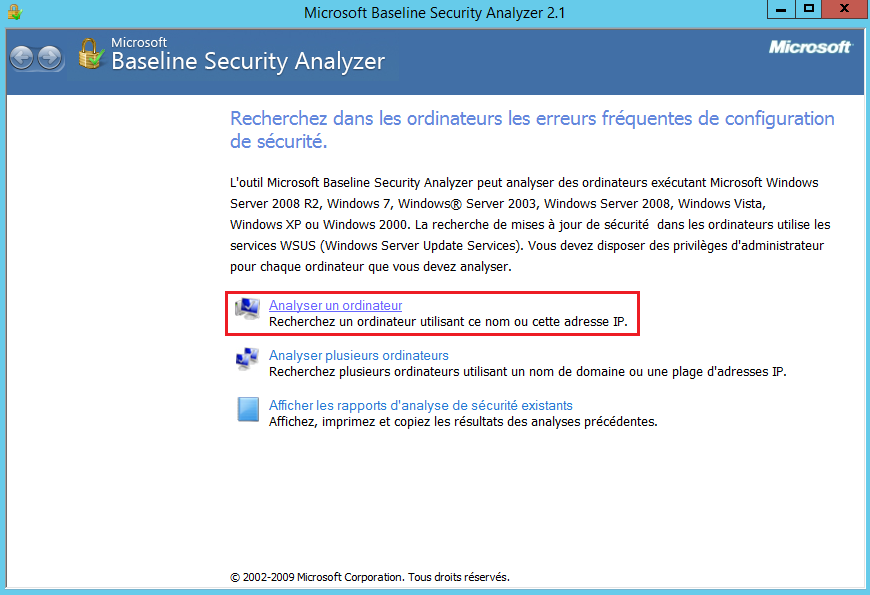 Microsoft Baseline Security Analyzer 2.1
Microsoft
Baseline Security Analyzer
Microsoft
Recherchez dans les ordinateurs les erreurs fréquentes de configuration
de sécurité.
L'outil Microsoft Baseline Security Analyzer peut analyser des ordinateurs exécutant Microsoft Windows
Server 2008 R2, Windows 7, Windows® Server 2003, Windows Server 2008, Windows Vista,
Windows XP ou Windows 2000. La recherche de mises à jour de sécurité  dans les ordinateurs utilise les
services WSUS (Windows Server Update Services). Vous devez disposer des privilèges d'administrateur
pour chaque ordinateur que vous devez analyser.
Analyser un ordinateur
Recherchez un ordinateur utilisant ce nom ou cette adresse IP.
Analyser plusieurs ordinateurs
Recherchez plusieurs ordinateurs utilisant un nom de domaine ou une plage d'adresses IP.
Afficher les rapports d'analyse de sécurité existants
Affichez, imprimez et copiez les résultats des analyses précédentes.
© 2002-2009 Microsoft Corporation. Tous droits réservés.